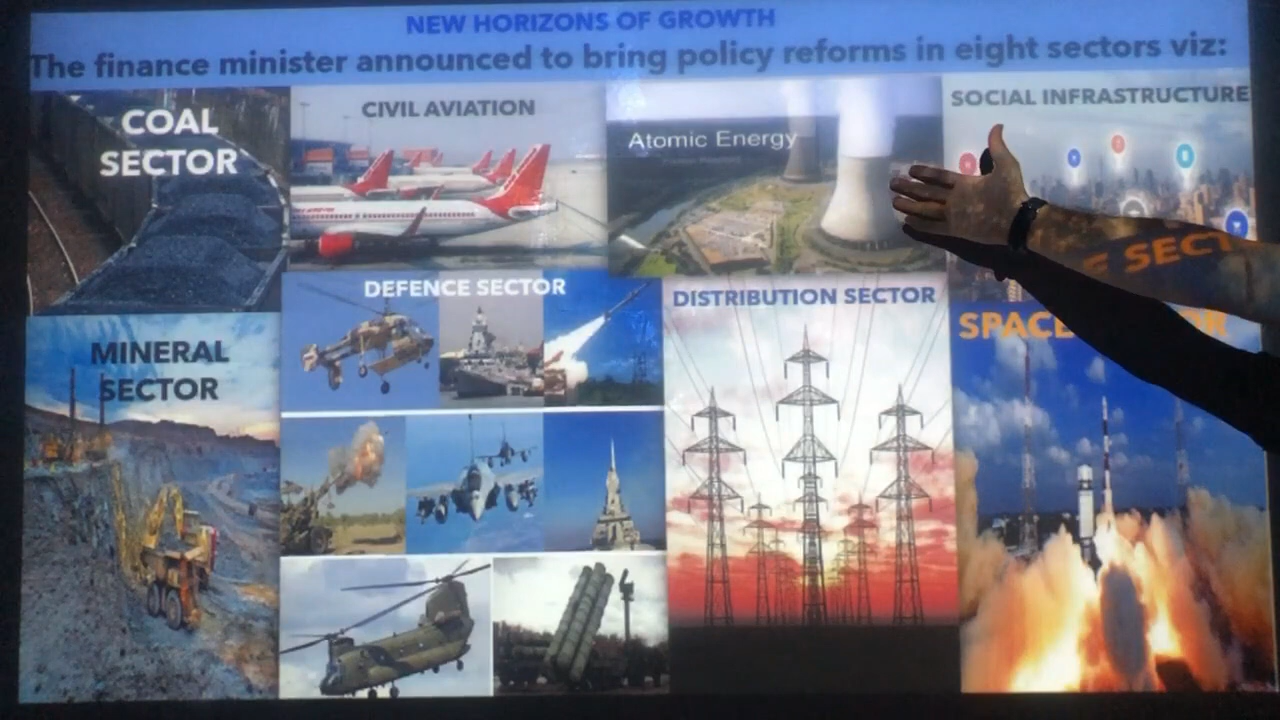 NEW HORIZONS OF GROWTH
The finance minister announced to bring policy reforms in eight sectors viz:
COAL
SECTOR
CIVIL AVIATION
Atomic Energy
SOCIAL INFRASTRUCTURE
DEFENCE SECTOR
DISTRIBUTION SECTOR
MINERAL
SECTOR
SPACE